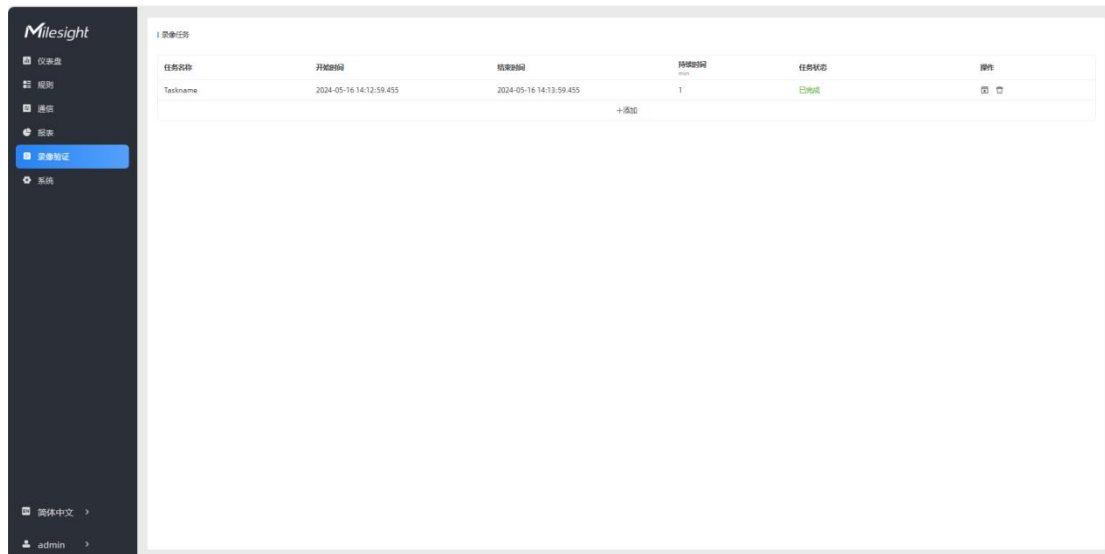 Milesight
仪表盘
规则
通信
报表
录像验证
系统
简体中文 >
admin >
录像任务
任务名称 开始时间 结束时间 持续时间 任务状态 操作
min
Taskname 2024-05-16 14:12:59.455 2024-05-16 14:13:59.455 1 已完成
+添加